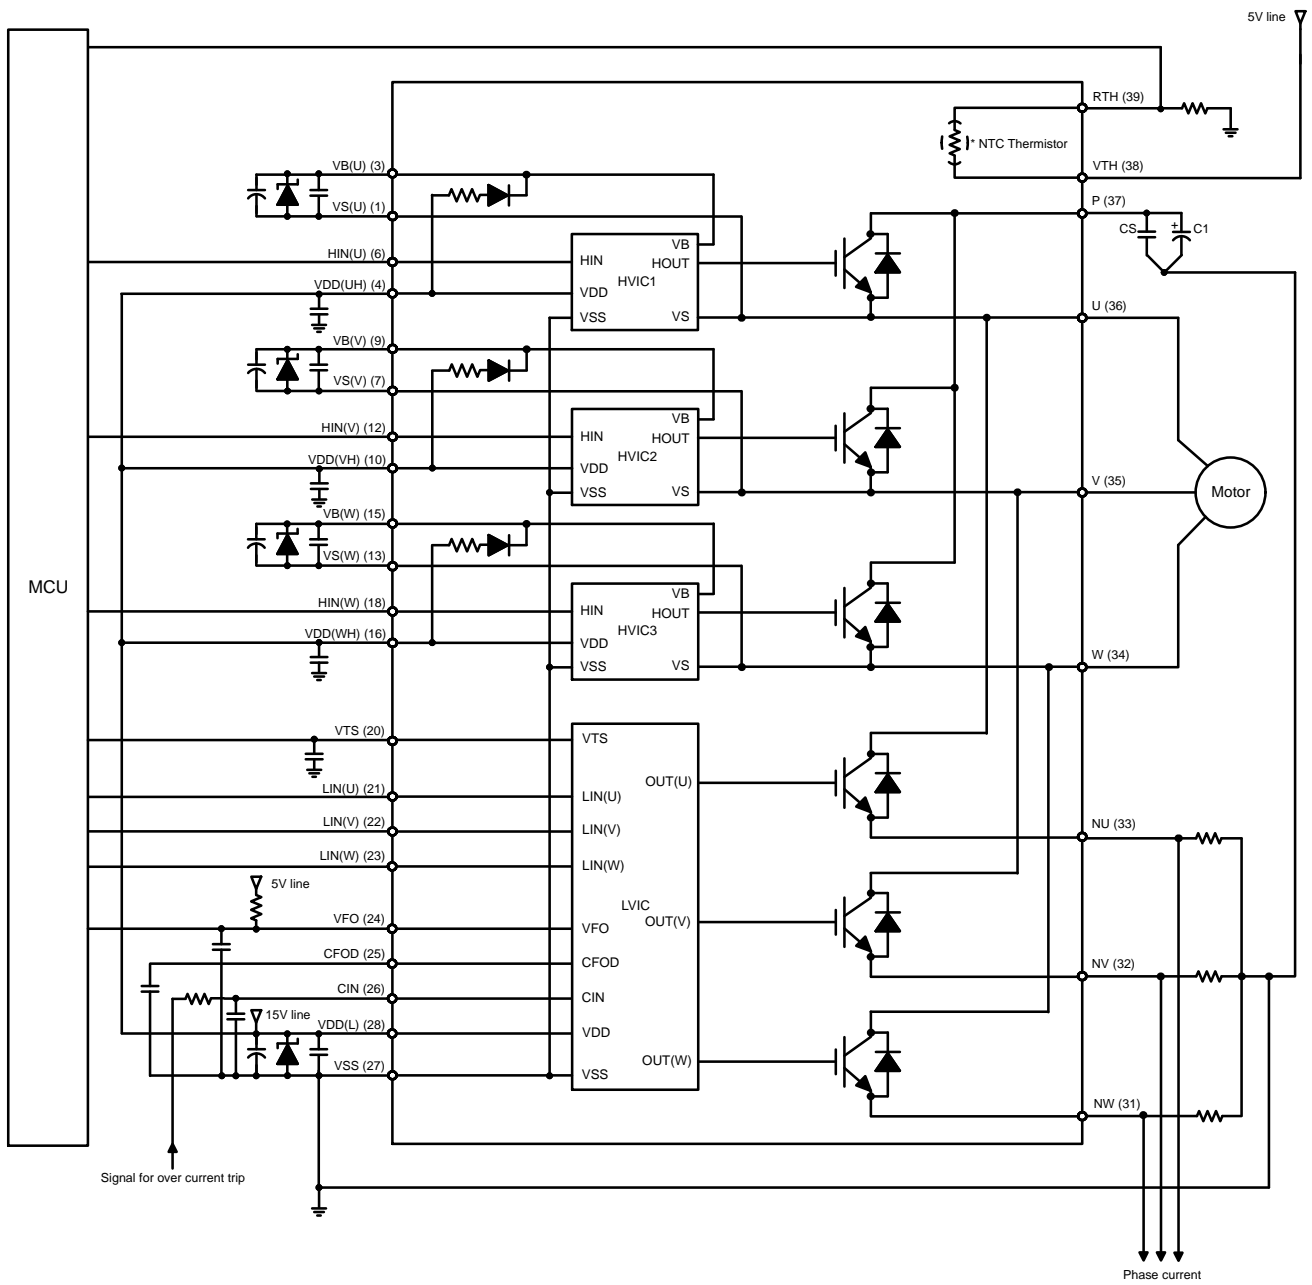 5V line
RTH (39)
(* NTC Thermistor
VTH (38)
VB(U) (3)
VS(U) (1)
P (37)
CS
+
C1
HIN(U) (6)
HIN
VB
HOUT
HVIC1
VDD(UH) (4)
VDD
VSS
VS
U (36)
VB(V) (9)
VS(V) (7)
HIN(V) (12)
HIN
VB
HOUT
HVIC2
VDD(VH) (10)
VDD
VSS
VS
V (35)
Motor
VB(W) (15)
VS(W) (13)
MCU
HIN(W) (18)
HIN
VB
HOUT
HVIC3
VDD(WH) (16)
VDD
VSS
VS
W (34)
VTS (20)
VTS
LIN(U) (21)
LIN(U)
OUT(U)
LIN(V) (22)
LIN(V)
NU (33)
LIN(W) (23)
LIN(W)
5V line
LVIC
VFO (24)
VFO
OUT(V)
CFOD (25)
CFOD
NV (32)
CIN (26)
CIN
15V line
VDD(L) (28)
VDD
OUT(W)
VSS (27)
VSS
NW (31)
Signal for over current trip
Phase current